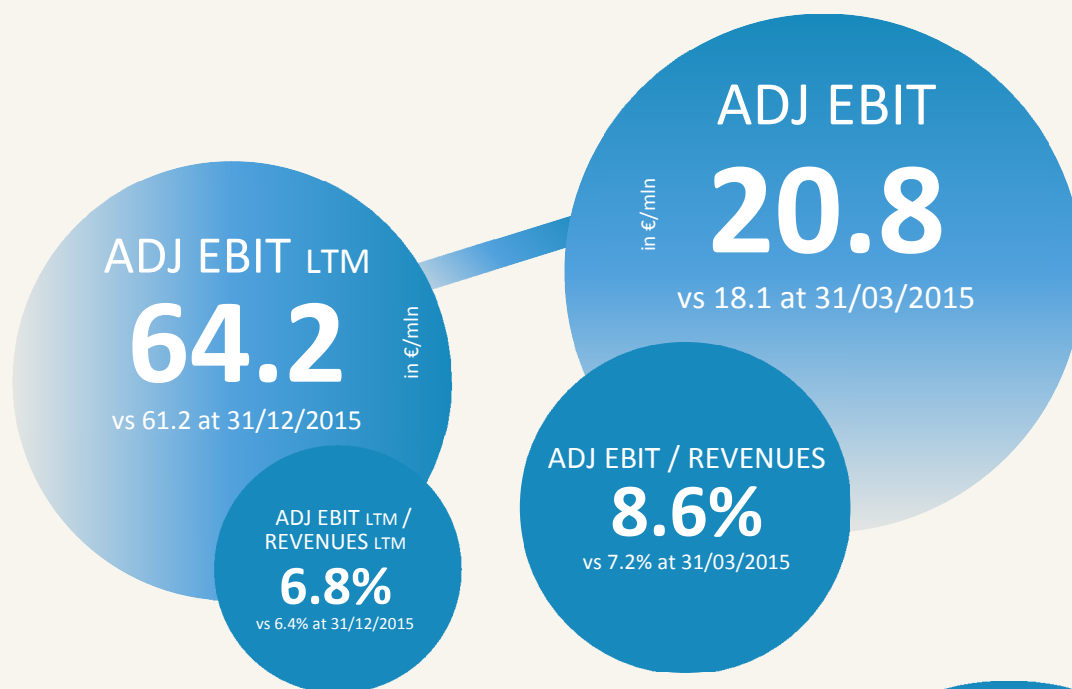 ADJ EBIT
in €/mln
20.8
vs 18.1 at 31/03/2015
ADJ EBIT LTM
64.2
in €/mln
vs 61.2 at 31/12/2015
ADJ EBIT / REVENUES
8.6%
vs 7.2% at 31/03/2015
ADJ EBIT LTM /
REVENUES LTM
6.8%
vs 6.4% at 31/12/2015